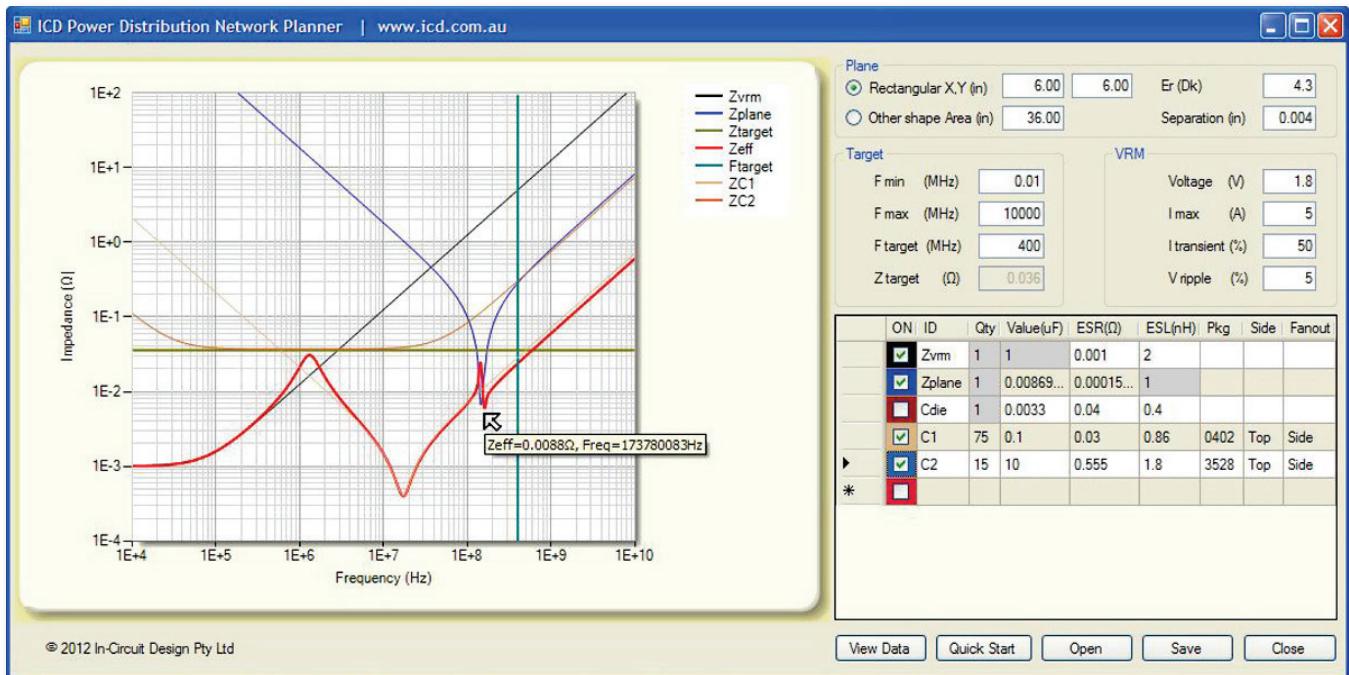 ICD Power Distribution Network Planner | www.icd.com.au
1E+2
1E+1
1E+0
1E-1
1E-2
1E-3
1E-4
Impedance [Ω]
1E+4 1E+5 1E+6 1E+7 1E+8 1E+9 1E+10
Frequency (Hz)
Zvrm
Zplane
Ztarget
Zeff
Ftarget
ZC1
ZC2
Zeff=0.0088Ω, Freq=173780083Hz
Plane
Rectangular X,Y (in) 6.00 6.00 Er (Dk) 4.3
Other shape Area (in) 36.00 Separation (in) 0.004
Target
F min (MHz) 0.01
F max (MHz) 10000
F target (MHz) 400
Z target (Ω) 0.036
VRM
Voltage (V) 1.8
I max (A) 5
I transient (%) 50
V ripple (%) 5
ON ID Qty Value(uF) ESR(Ω) ESL(nH) Pkg Side Fanout
Zvrm 1 1 0.001 2
Zplane 1 0.00869... 0.00015... 1
Cdie 1 0.0033 0.04 0.4
C1 75 0.1 0.03 0.86 0402 Top Side
C2 15 10 0.555 1.8 3528 Top Side
*
© 2012 In-Circuit Design Pty Ltd
View Data Quick Start Open Save Close